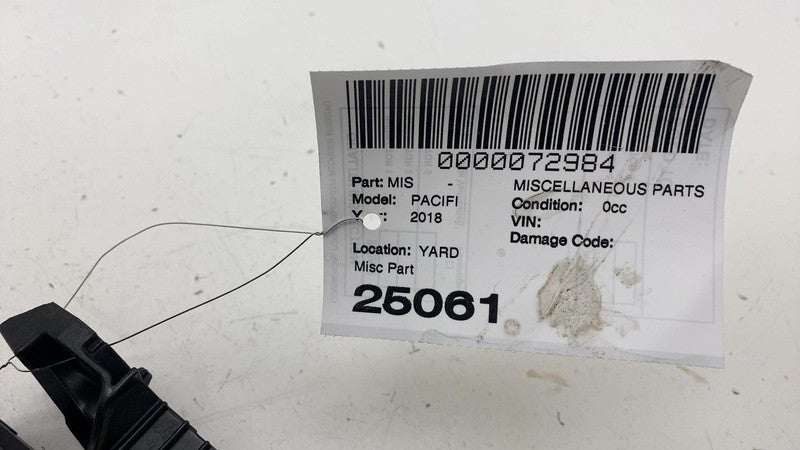 0000072984
Part: MIS - MISCELLANEOUS PARTS
Model: PACIFI Condition: 0cc
2018 VIN:
Damage Code:
Location: YARD
Misc Part
25061